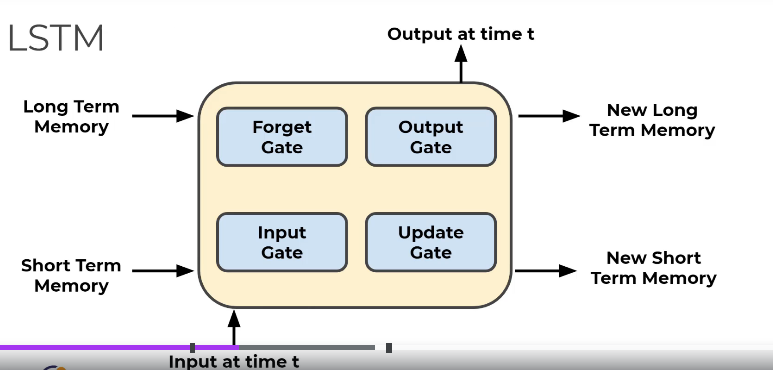 LSTM
Output at time t
Long Term
Memory
Forget
Gate
Output
Gate
New Long
Term Memory
Short Term
Memory
Input
Gate
Update
Gate
New Short
Term Memory
Input at time t